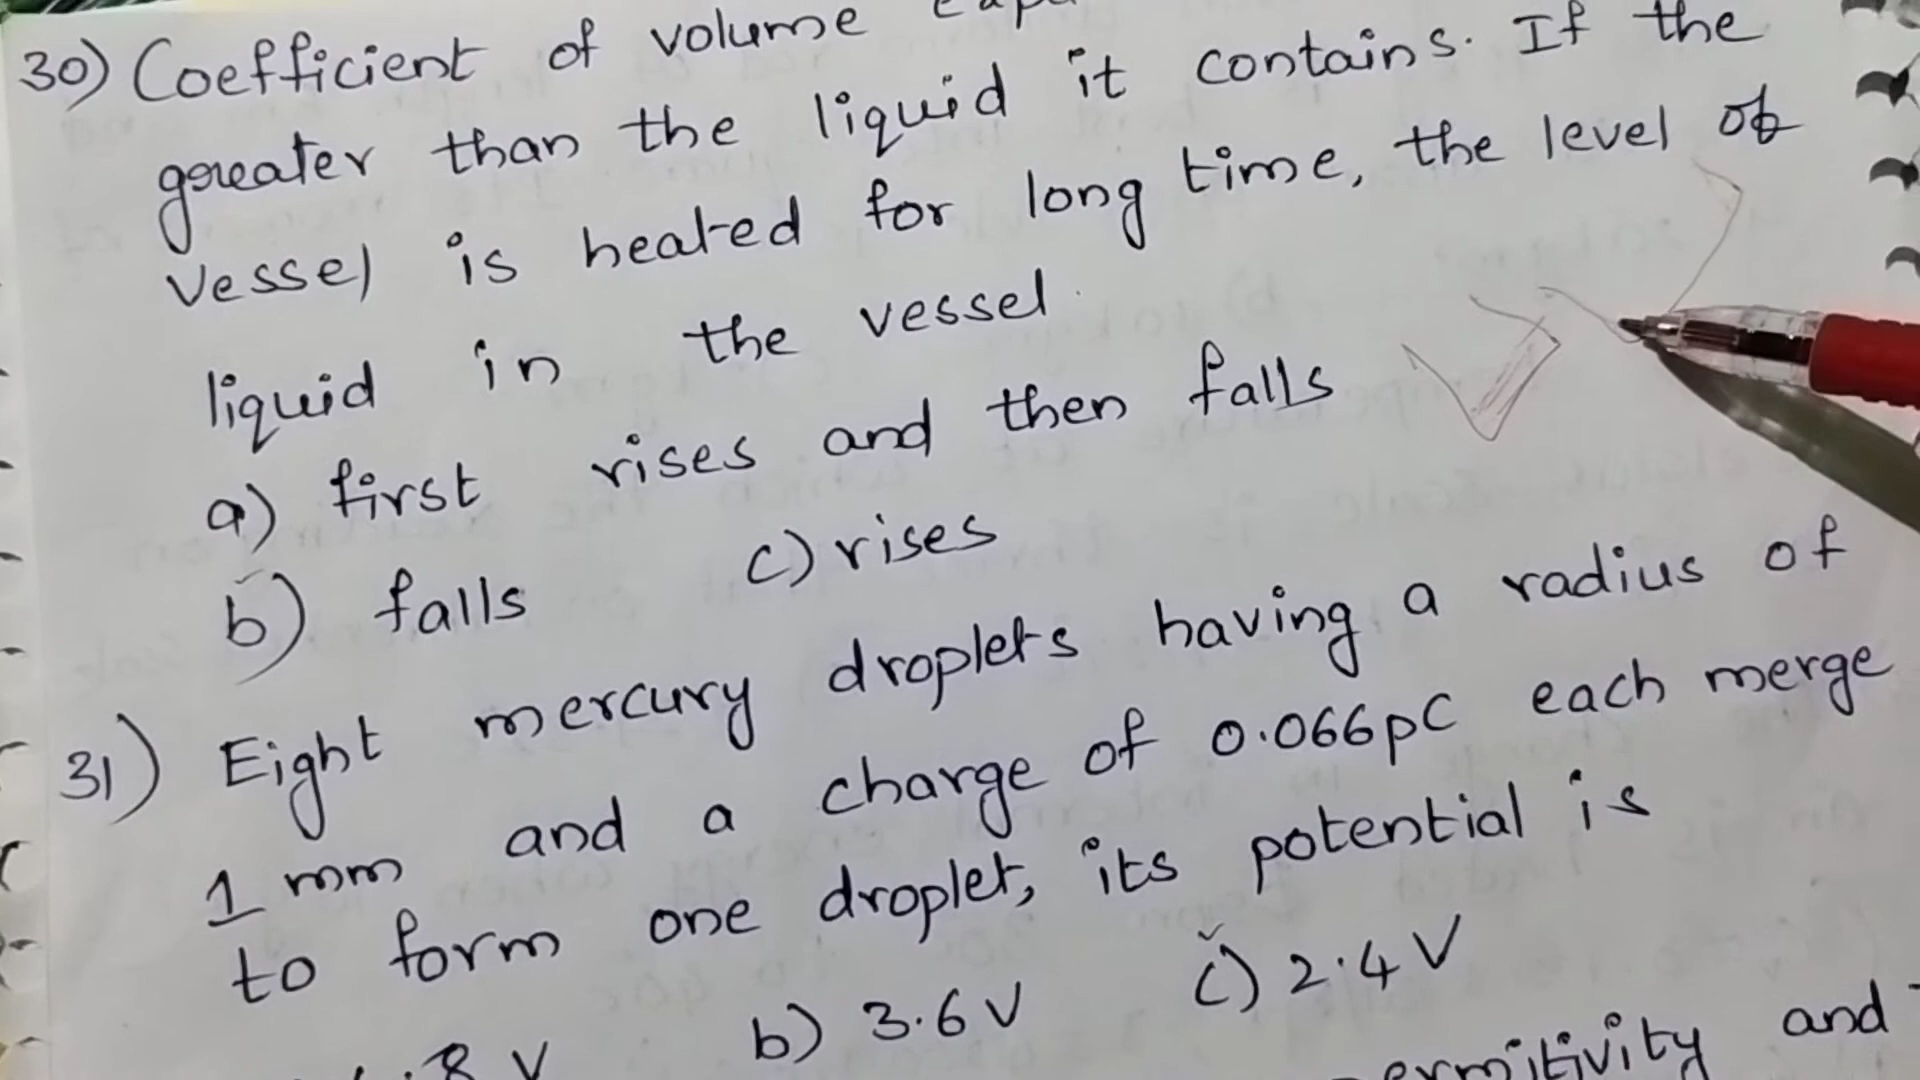 30) Coefficient of volume
greater than the liquid it contains. If the
vessel is heated for long time, the level of
liquid in the vessel
a) first rises and then falls
b) falls c) rises
31) Eight mercury droplets having a radius of
1 mm and a charge of 0.066pC each merge
to form one droplet, its potential is
.8 V b) 3.6 V c) 2.4 V
and